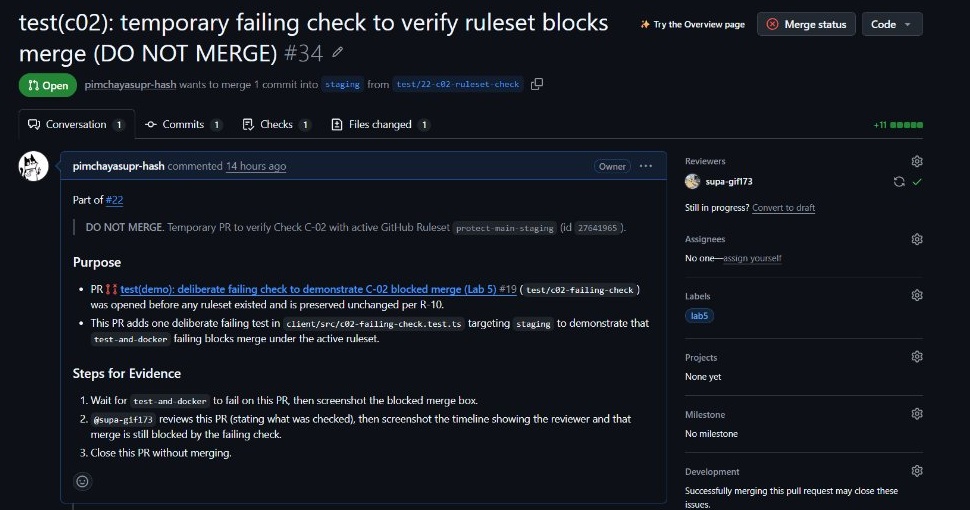 test(c02): temporary failing check to verify ruleset blocks
merge (DO NOT MERGE) #34
Try the Overview page
Merge status
Code
Open
pimchayasupr-hash wants to merge 1 commit into staging from test/22-c02-ruleset-check
Conversation 1
Commits 1
Checks 1
Files changed 1
+11
pimchayasupr-hash commented 14 hours ago
Owner
Part of #22
DO NOT MERGE. Temporary PR to verify Check C-02 with active GitHub Ruleset protect-main-staging (id 27641965).
Purpose
• PR test(demo): deliberate failing check to demonstrate C-02 blocked merge (Lab 5) #19 ( test/c02-failing-check )
was opened before any ruleset existed and is preserved unchanged per R-10.
• This PR adds one deliberate failing test in client/src/c02-failing-check.test.ts targeting staging to demonstrate that
test-and-docker failing blocks merge under the active ruleset.
Steps for Evidence
1. Wait for test-and-docker to fail on this PR, then screenshot the blocked merge box.
2. @supa-gif173 reviews this PR (stating what was checked), then screenshot the timeline showing the reviewer and that
merge is still blocked by the failing check.
3. Close this PR without merging.
Reviewers
supa-gif173
Still in progress? Convert to draft
Assignees
No one—assign yourself
Labels
lab5
Projects
None yet
Milestone
No milestone
Development
Successfully merging this pull request may close these
issues.